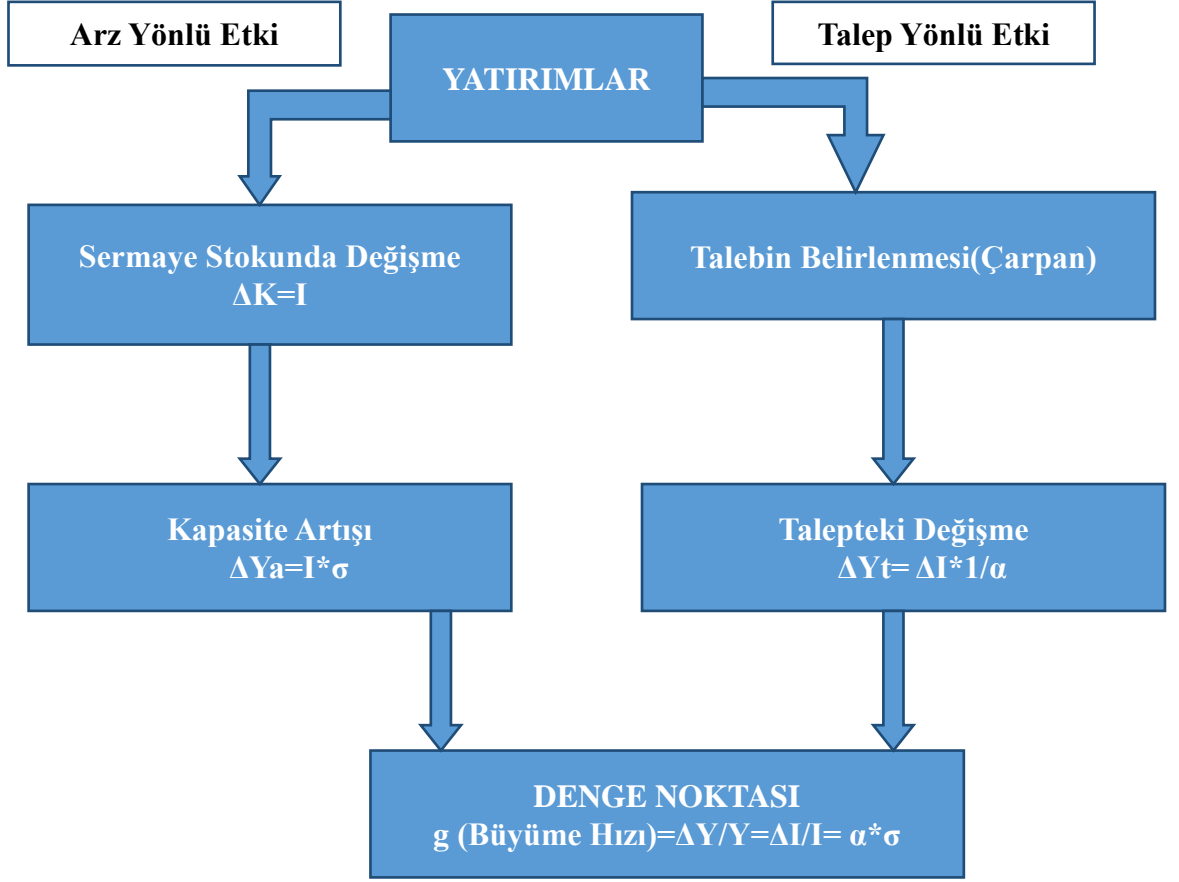 Arz Yönlü Etki
Talep Yönlü Etki
YATIRIMLAR
Sermaye Stokunda Değişme
ΔK=I
Talebin Belirlenmesi(Çarpan)
Kapasite Artışı
ΔYa=I*σ
Talepteki Değişme
ΔYt= ΔI*1/α
DENGE NOKTASI
g (Büyüme Hızı)=ΔY/Y=ΔI/I= α*σ